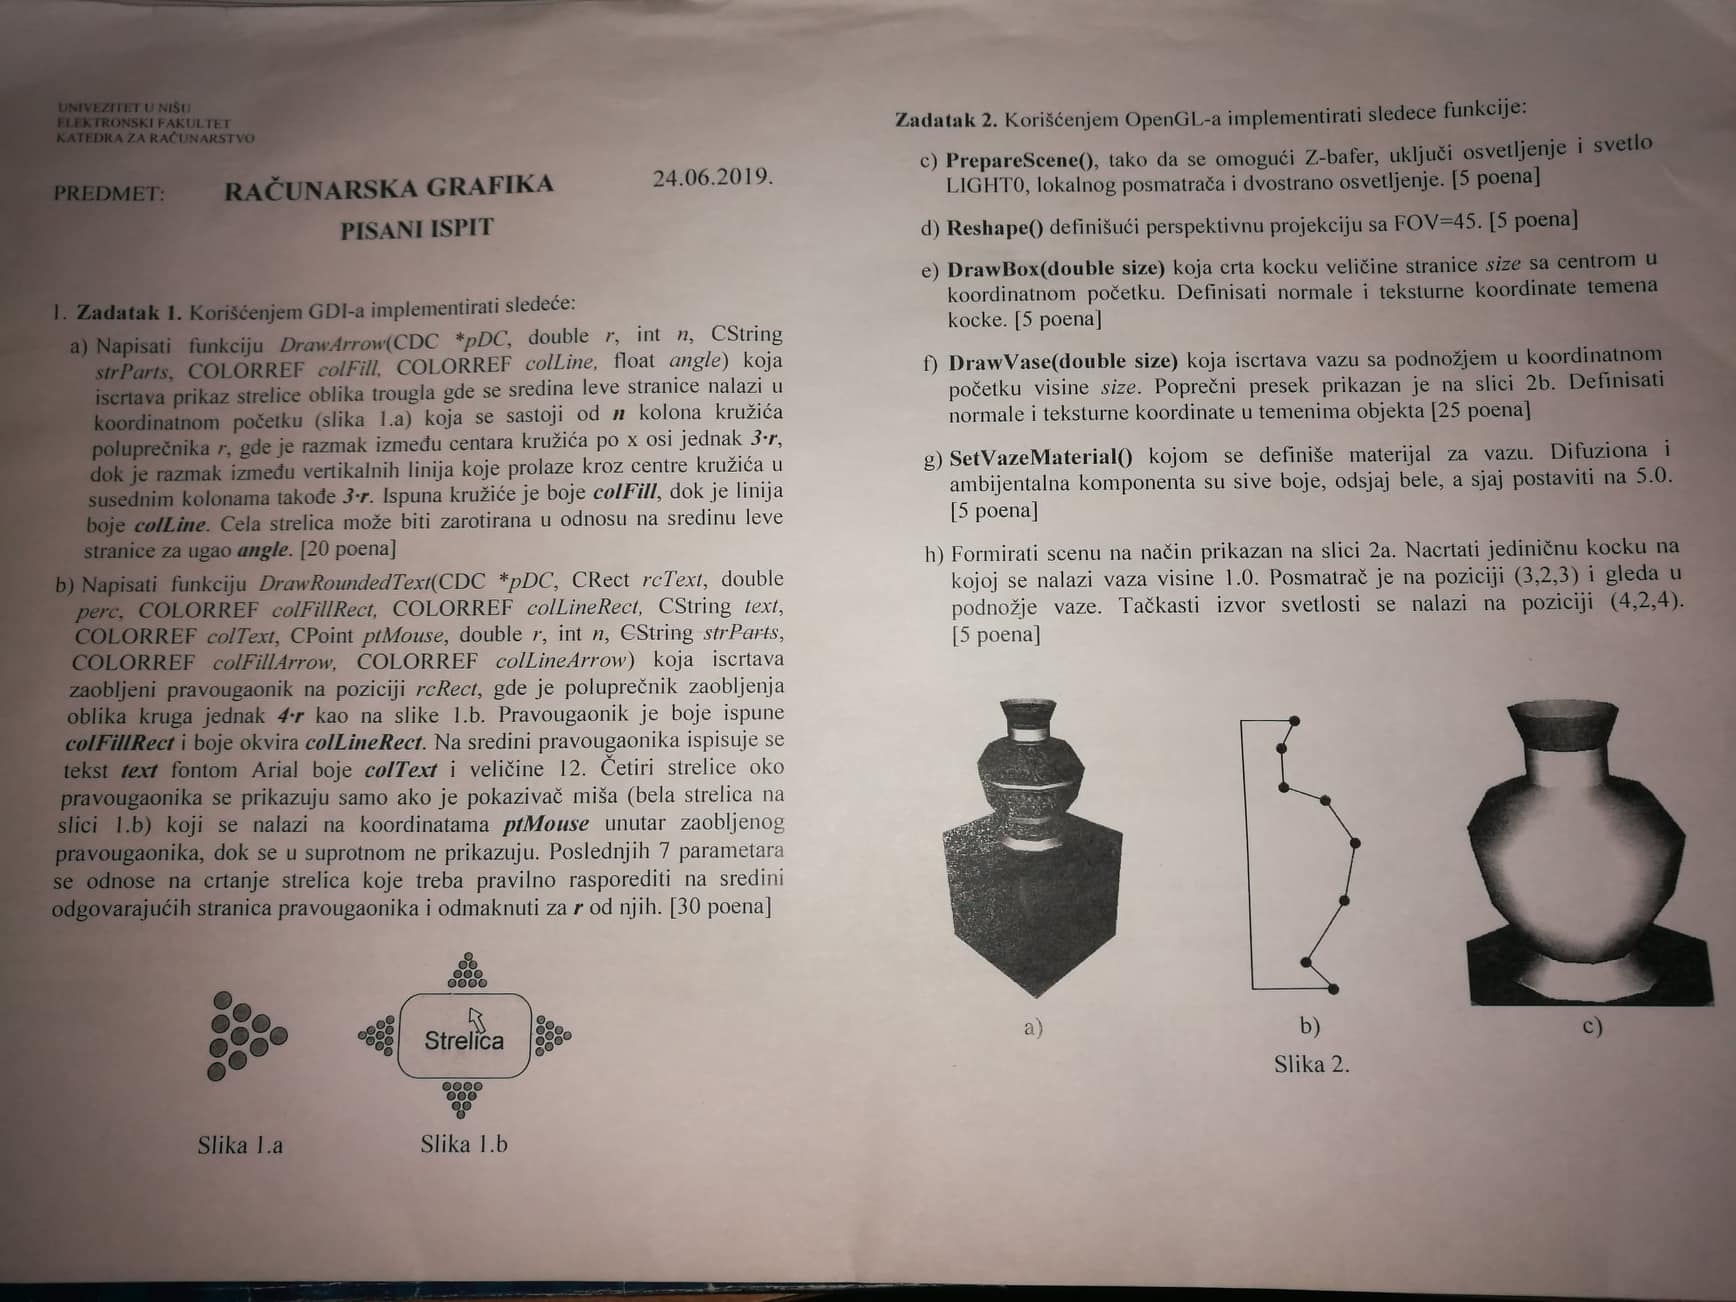 UNIVEZITET U NIŠU
ELEKTRONSKI FAKULTET
KATEDRA ZA RAČUNARSTVO
PREDMET: RAČUNARSKA GRAFIKA 24.06.2019.
PISANI ISPIT
1. Zadatak 1. Korišćenjem GDI-a implementirati sledeće:
a) Napisati funkciju DrawArrow(CDC *pDC, double r, int n, CString
strParts, COLORREF colFill, COLORREF colLine, float angle) koja
iscrtava prikaz strelice oblika trougla gde se sredina leve stranice nalazi u
koordinatnom početku (slika 1.a) koja se sastoji od n kolona kružića
poluprečnika r, gde je razmak između centara kružića po x osi jednak 3·r,
dok je razmak između vertikalnih linija koje prolaze kroz centre kružića u
susednim kolonama takođe 3·r. Ispuna kružiće je boje colFill, dok je linija
boje colLine. Cela strelica može biti zarotirana u odnosu na sredinu leve
stranice za ugao angle. [20 poena]
b) Napisati funkciju DrawRoundedText(CDC *pDC, CRect rcText, double
perc, COLORREF colFillRect, COLORREF colLineRect, CString text,
COLORREF colText, CPoint ptMouse, double r, int n, CString strParts,
COLORREF colFillArrow, COLORREF colLineArrow) koja iscrtava
zaobljeni pravougaonik na poziciji rcRect, gde je poluprečnik zaobljenja
oblika kruga jednak 4·r kao na slike 1.b. Pravougaonik je boje ispune
colFillRect i boje okvira colLineRect. Na sredini pravougaonika ispisuje se
tekst text fontom Arial boje colText i veličine 12. Četiri strelice oko
pravougaonika se prikazuju samo ako je pokazivač miša (bela strelica na
slici 1.b) koji se nalazi na koordinatama ptMouse unutar zaobljenog
pravougaonika, dok se u suprotnom ne prikazuju. Poslednjih 7 parametara
se odnose na crtanje strelica koje treba pravilno rasporediti na sredini
odgovarajućih stranica pravougaonika i odmaknuti za r od njih. [30 poena]
Strelica
Slika 1.a
Slika 1.b
Zadatak 2. Korišćenjem OpenGL-a implementirati sledece funkcije:
c) PrepareScene(), tako da se omogući Z-bafer, uključi osvetljenje i svetlo
LIGHT0, lokalnog posmatrača i dvostrano osvetljenje. [5 poena]
d) Reshape() definišući perspektivnu projekciju sa FOV=45. [5 poena]
e) DrawBox(double size) koja crta kocku veličine stranice size sa centrom u
koordinatnom početku. Definisati normale i teksturne koordinate temena
kocke. [5 poena]
f) DrawVase(double size) koja iscrtava vazu sa podnožjem u koordinatnom
početku visine size. Poprečni presek prikazan je na slici 2b. Definisati
normale i teksturne koordinate u temenima objekta [25 poena]
g) SetVazeMaterial() kojom se definiše materijal za vazu. Difuziona i
ambijentalna komponenta su sive boje, odsjaj bele, a sjaj postaviti na 5.0.
[5 poena]
h) Formirati scenu na način prikazan na slici 2a. Nacrtati jediničnu kocku na
kojoj se nalazi vaza visine 1.0. Posmatrač je na poziciji (3,2,3) i gleda u
podnožje vaze. Tačkasti izvor svetlosti se nalazi na poziciji (4,2,4).
[5 poena]
a)
b)
c)
Slika 2.